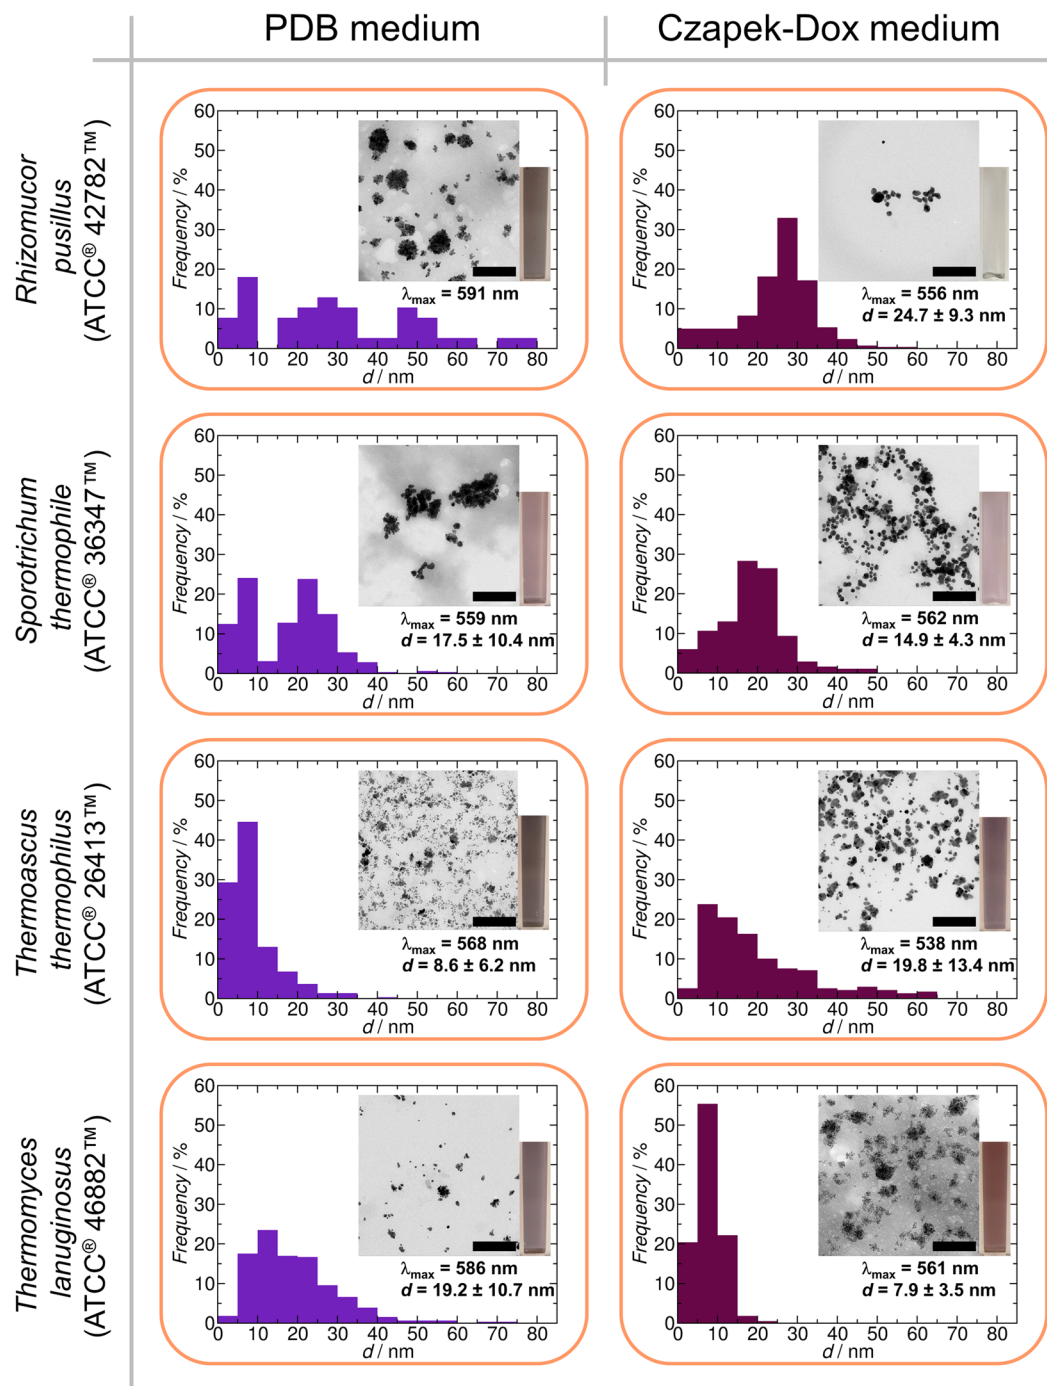 PDB medium
Czapek-Dox medium
Rhizomucor
pusillus
(ATCC® 42782™)
60
50
40
30
20
10
0
Frequency / %
λmax = 591 nm
0 10 20 30 40 50 60 70 80
d / nm
60
50
40
30
20
10
0
Frequency / %
λmax = 556 nm
d = 24.7 ± 9.3 nm
0 10 20 30 40 50 60 70 80
d / nm
Sporotrichum
thermophile
(ATCC® 36347™)
60
50
40
30
20
10
0
Frequency / %
λmax = 559 nm
d = 17.5 ± 10.4 nm
0 10 20 30 40 50 60 70 80
d / nm
60
50
40
30
20
10
0
Frequency / %
λmax = 562 nm
d = 14.9 ± 4.3 nm
0 10 20 30 40 50 60 70 80
d / nm
Thermoascus
thermophilus
(ATCC® 26413™)
60
50
40
30
20
10
0
Frequency / %
λmax = 568 nm
d = 8.6 ± 6.2 nm
0 10 20 30 40 50 60 70 80
d / nm
60
50
40
30
20
10
0
Frequency / %
λmax = 538 nm
d = 19.8 ± 13.4 nm
0 10 20 30 40 50 60 70 80
d / nm
Thermomyces
lanuginosus
(ATCC® 46882™)
60
50
40
30
20
10
0
Frequency / %
λmax = 586 nm
d = 19.2 ± 10.7 nm
0 10 20 30 40 50 60 70 80
d / nm
60
50
40
30
20
10
0
Frequency / %
λmax = 561 nm
d = 7.9 ± 3.5 nm
0 10 20 30 40 50 60 70 80
d / nm